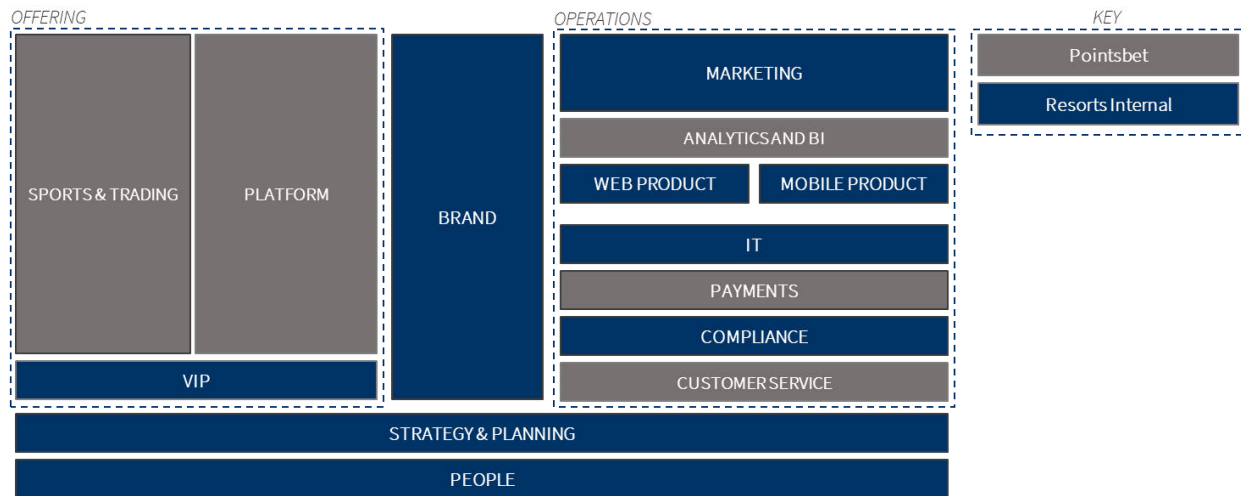 OFFERING
OPERATIONS
KEY
SPORTS & TRADING
PLATFORM
VIP
BRAND
MARKETING
ANALYTICS AND BI
WEB PRODUCT
MOBILE PRODUCT
IT
PAYMENTS
COMPLIANCE
CUSTOMER SERVICE
Pointsbet
Resorts Internal
STRATEGY & PLANNING
PEOPLE